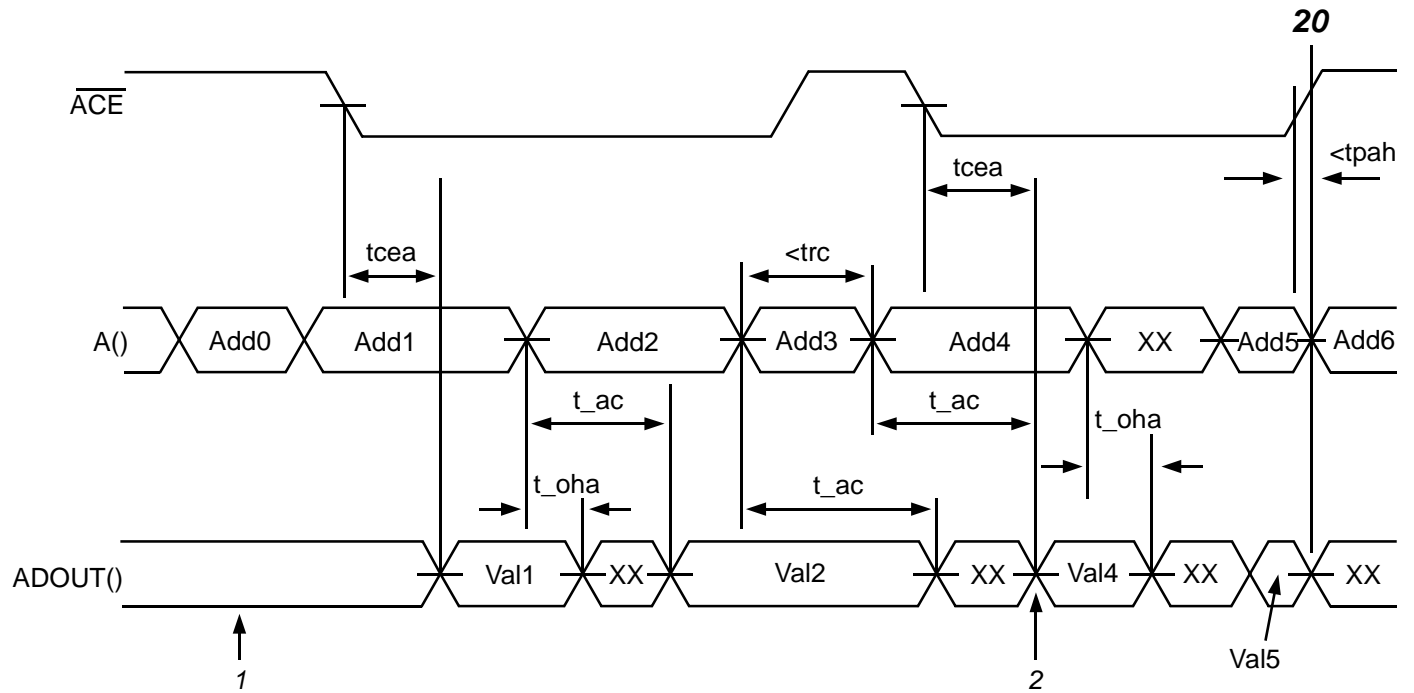 20
ACE
<tpah
tcea
tcea
<trc
A()
Add0
Add1
Add2
Add3
Add4
XX
Add5
Add6
t_ac
t_ac
t_oha
t_oha
t_ac
ADOUT()
Val1
XX
Val2
XX
Val4
XX
XX
Val5
1
2